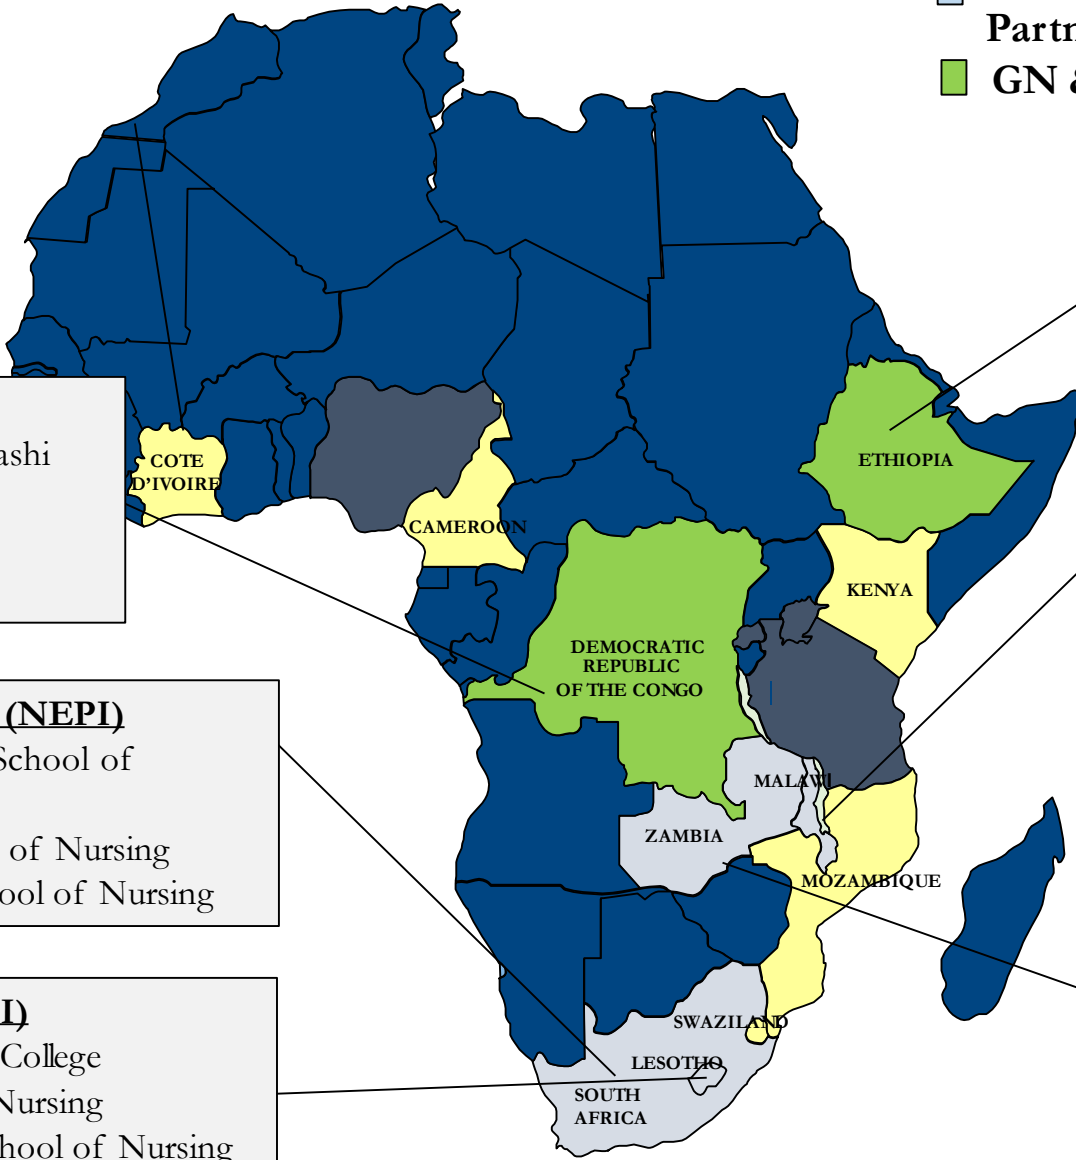 Partn
GN &
ashi
COTE
D'IVOIRE
CAMEROON
ETHIOPIA
KENYA
DEMOCRATIC
REPUBLIC
OF THE CONGO
(NEPI)
School of
of Nursing
ool of Nursing
MALAWI
ZAMBIA
MOZAMBIQUE
I)
College
Nursing
hool of Nursing
SWAZILAND
LESOTHO
SOUTH
AFRICA